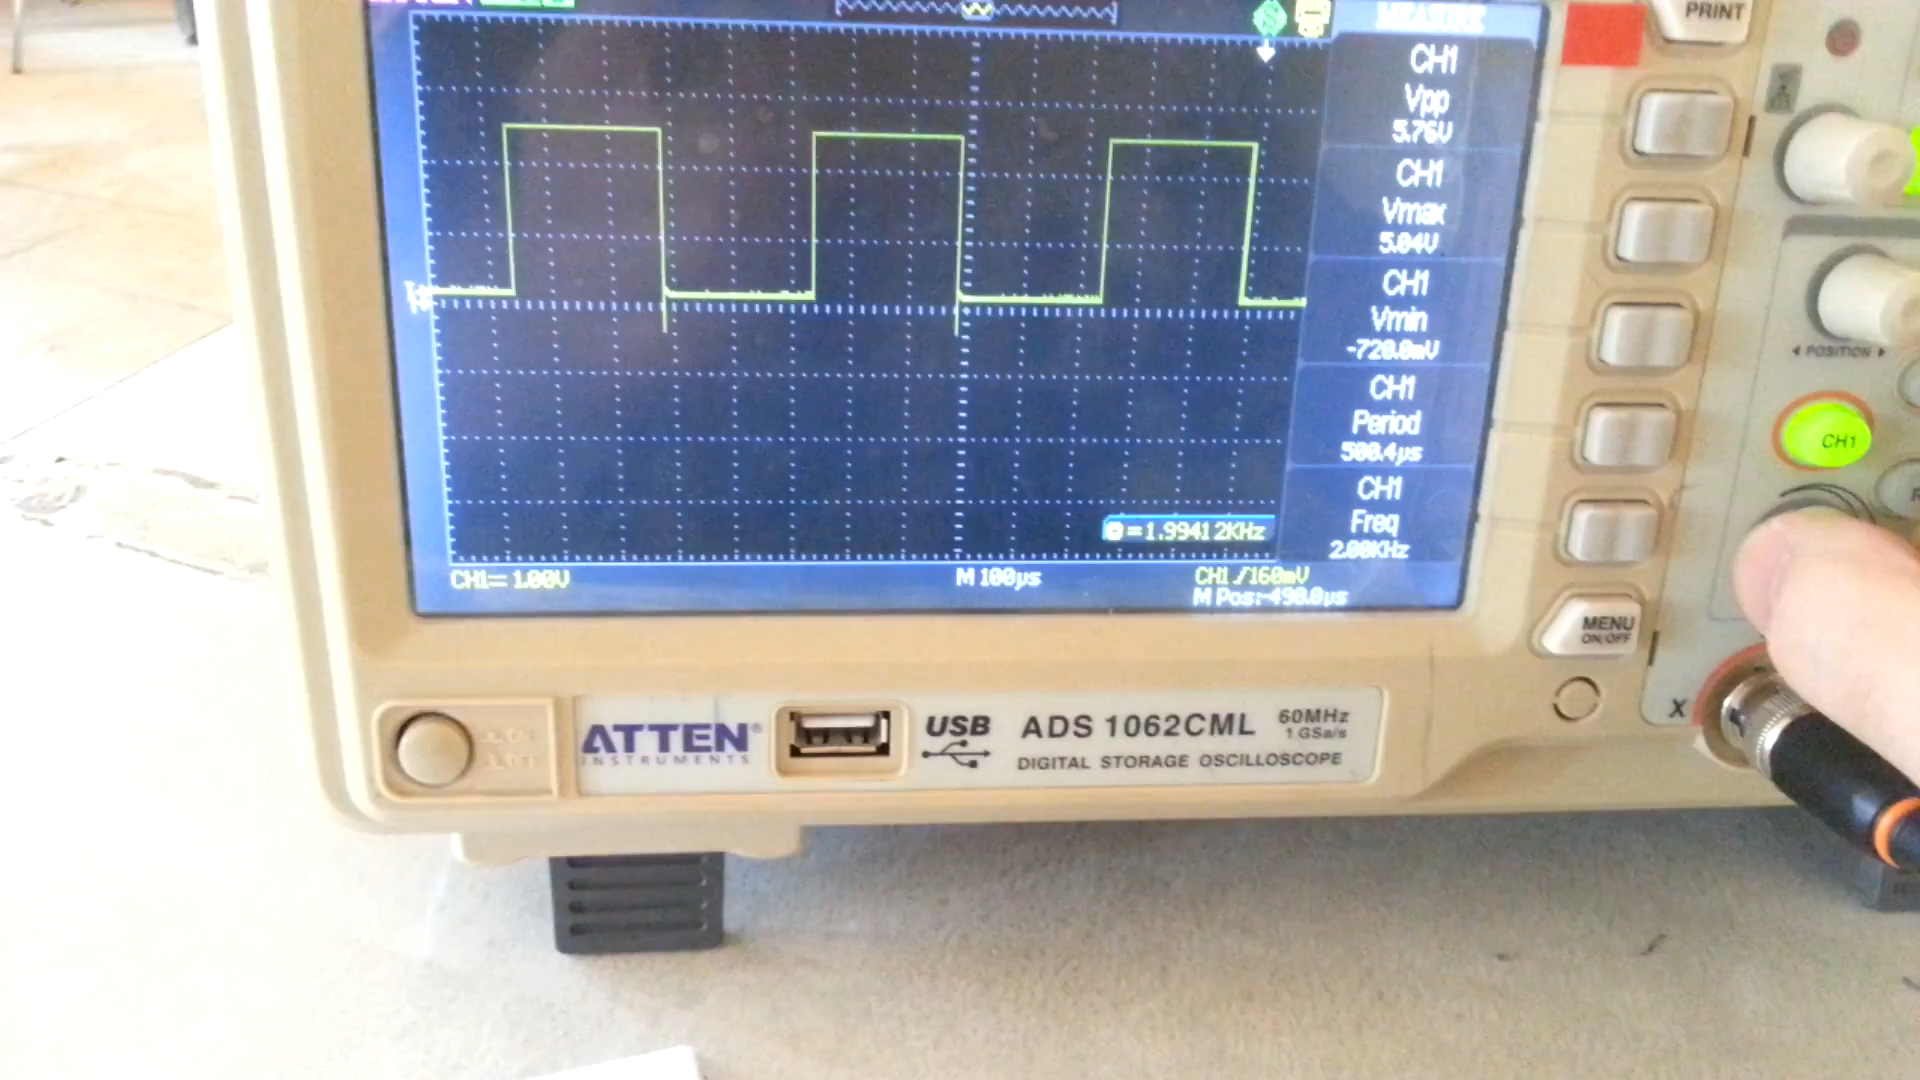 MEASURE
CH1
Vpp
5.76V
CH1
Vmax
5.04V
CH1
Vmin
-720.0mV
CH1
Period
500.4µs
CH1
Freq
2.00KHz
=1.99412KHz
CH1 1.00V
M 100µs
CH1 /160mV
M Pos:-490.0µs
PRINT
POSITION
CH1
MENU
ON/OFF
X
ATTEN®
INSTRUMENTS
USB
ADS 1062CML
60MHz
1 GSa/s
DIGITAL STORAGE OSCILLOSCOPE